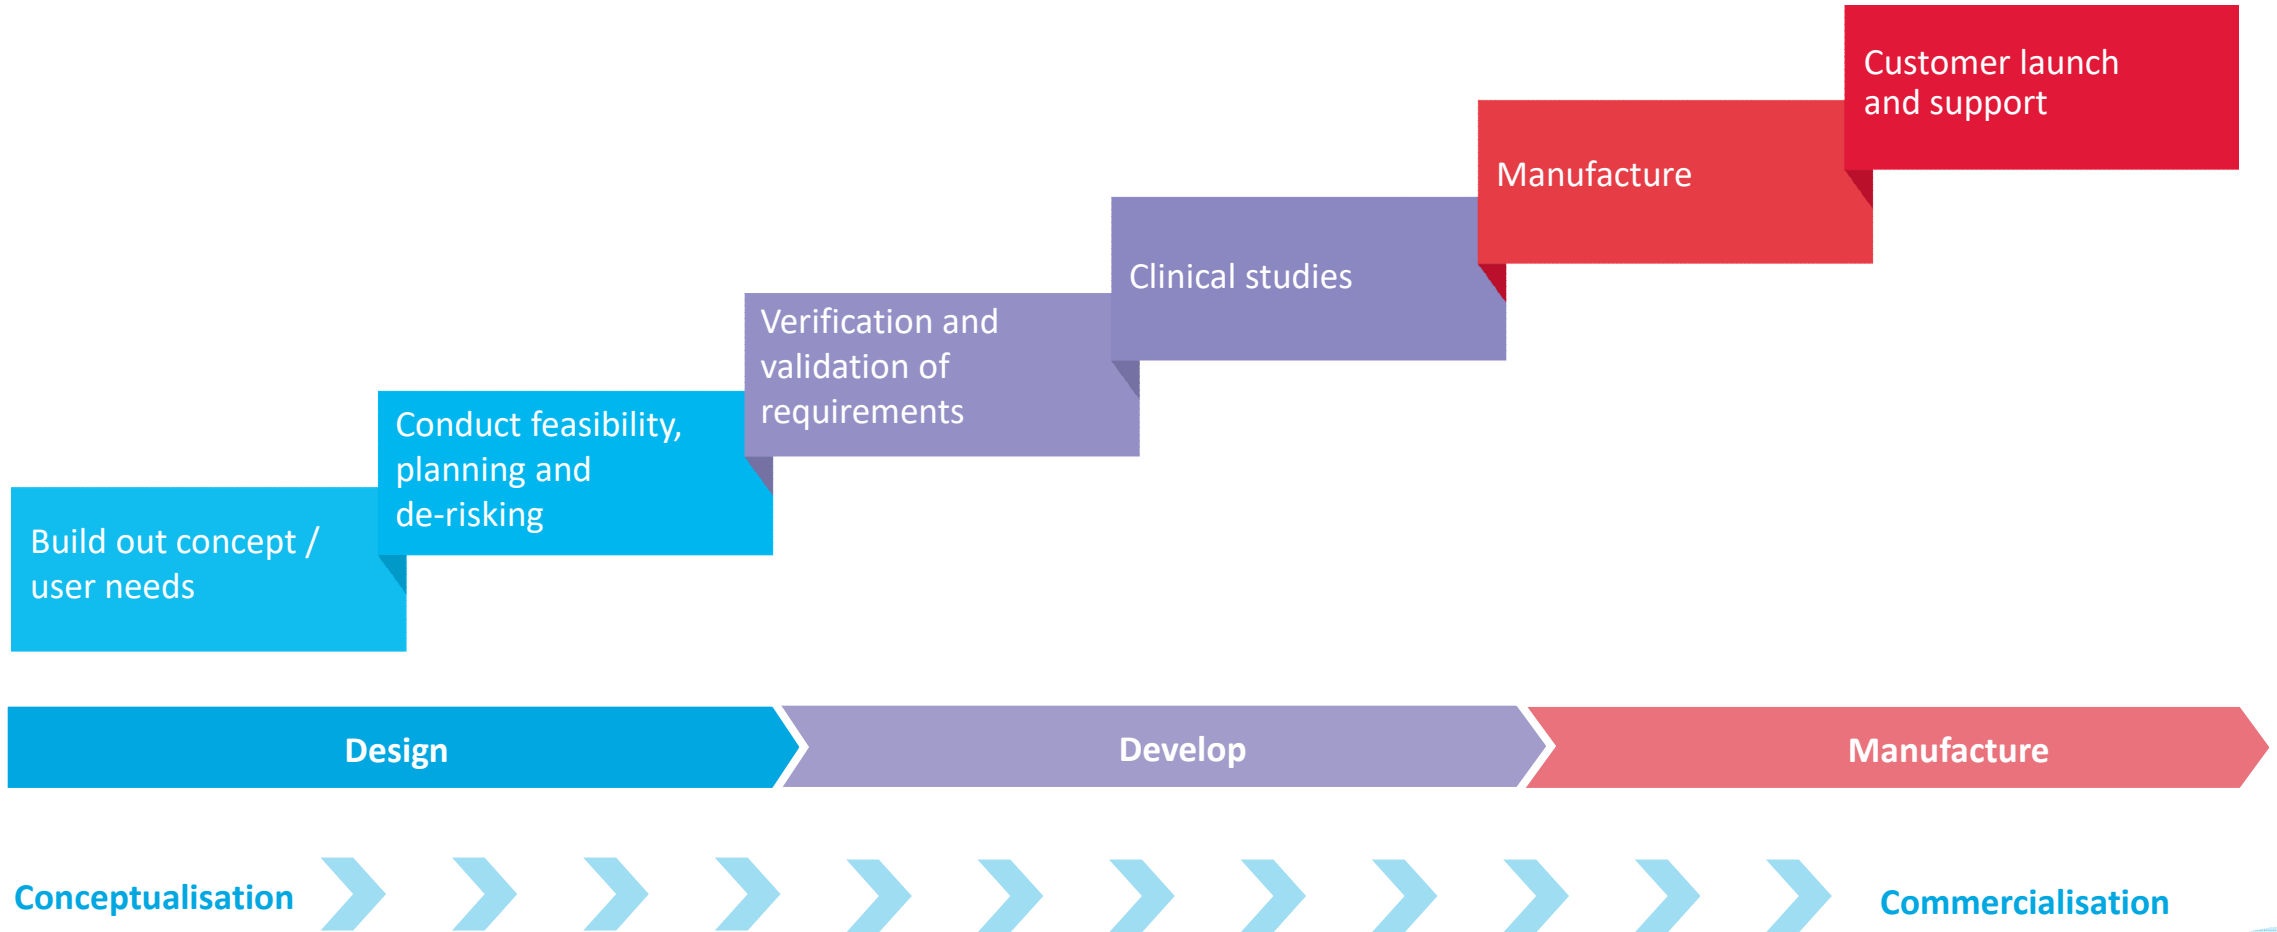 Customer launch
and support
Manufacture
Clinical studies
Verification and
validation of
requirements
Conduct feasibility,
planning and
de-risking
Build out concept /
user needs
Design
Develop
Manufacture
Conceptualisation
Commercialisation